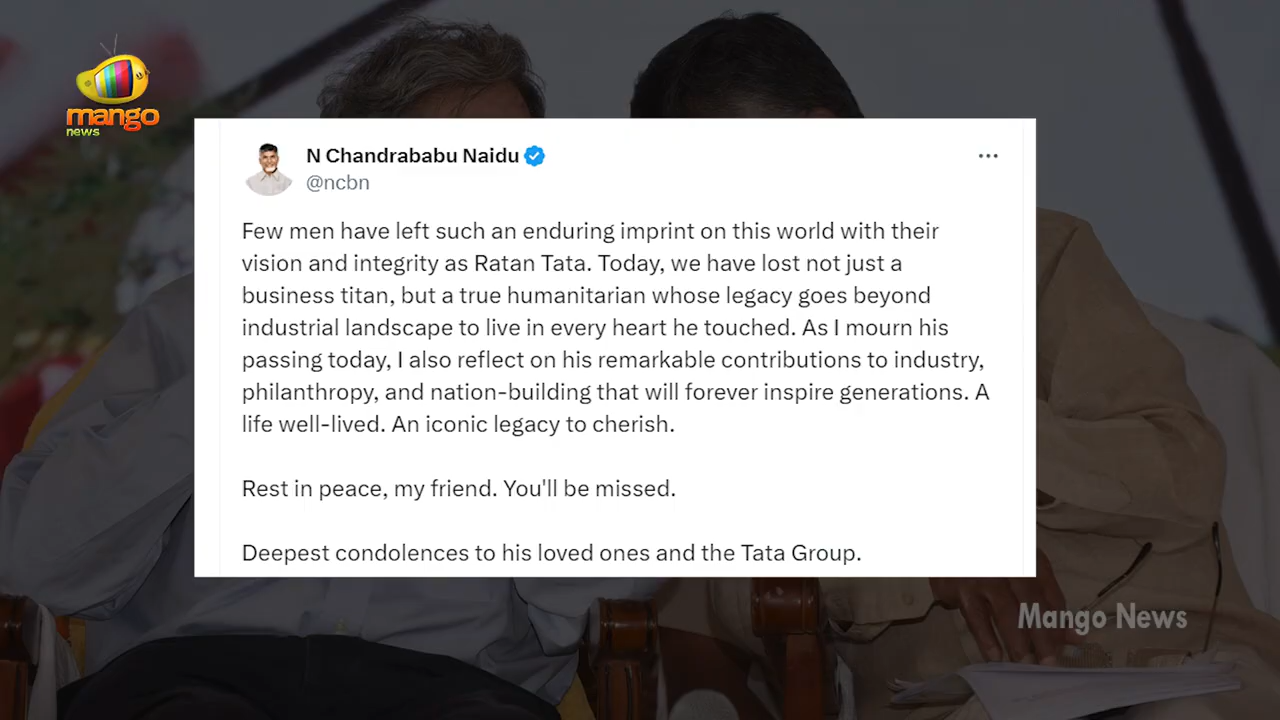 mango
news
N Chandrababu Naidu
@ncbn
Few men have left such an enduring imprint on this world with their
vision and integrity as Ratan Tata. Today, we have lost not just a
business titan, but a true humanitarian whose legacy goes beyond
industrial landscape to live in every heart he touched. As I mourn his
passing today, I also reflect on his remarkable contributions to industry,
philanthropy, and nation-building that will forever inspire generations. A
life well-lived. An iconic legacy to cherish.
Rest in peace, my friend. You'll be missed.
Deepest condolences to his loved ones and the Tata Group.
Mango News